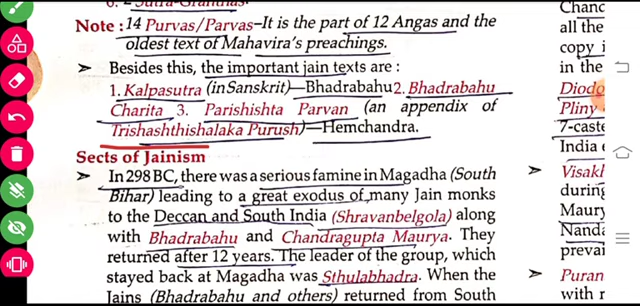 Note : 14 Purvas/Parvas–It is the part of 12 Angas and the
oldest text of Mahavira's preachings.
➤ Besides this, the important jain texts are :
1. Kalpasutra (in Sanskrit)—Bhadrabahu 2. Bhadrabahu
Charita 3. Parishishta Parvan (an appendix of
Trishashthishalaka Purush)—Hemchandra.
Sects of Jainism
➤ In 298 BC, there was a serious famine in Magadha (South
Bihar) leading to a great exodus of many Jain monks
to the Deccan and South India (Shravanbelgola) along
with Bhadrabahu and Chandragupta Maurya. They
returned after 12 years. The leader of the group, which
stayed back at Magadha was Sthulabhadra. When the
Jains (Bhadrabahu and others) returned from South
Chanc
all the
copy i
in the
Diodo
Pliny
7-caste
India
➤ Visakl
during
Maury
Nanda
prevai
➤ Puran
with r